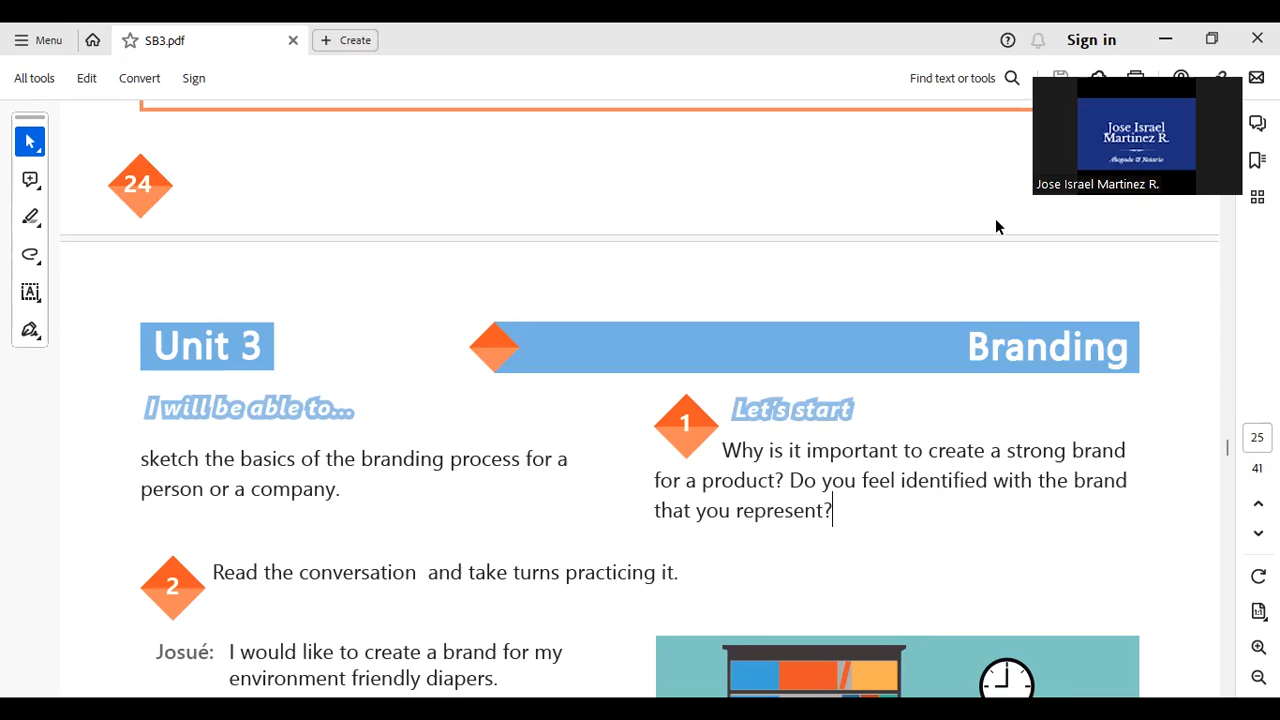 Menu
SB3.pdf
Create
Sign in
All tools
Edit
Convert
Sign
Find text or tools
Jose Israel
Martinez R.
Abogado & Notario
Jose Israel Martinez R.
24
Unit 3
Branding
I will be able to...
sketch the basics of the branding process for a
person or a company.
1
Let's start
Why is it important to create a strong brand
for a product? Do you feel identified with the brand
that you represent?
2
Read the conversation and take turns practicing it.
Josué: I would like to create a brand for my
environment friendly diapers.
25
41